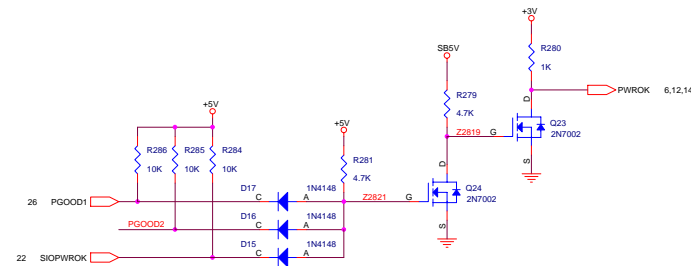 +3V
R280
1K
PWROK 6,12,14
SB5V
R279
4.7K
D
Q23
Z2819 G
2N7002
S
+5V
+5V
R286 R285 R284
10K 10K 10K
R281
4.7K
D
Q24
2N7002
S
26 PGOOD1
D17 1N4148
C A
Z2821 G
PGOOD2
D16 1N4148
C A
22 SIOPWROK
D15 1N4148
C A